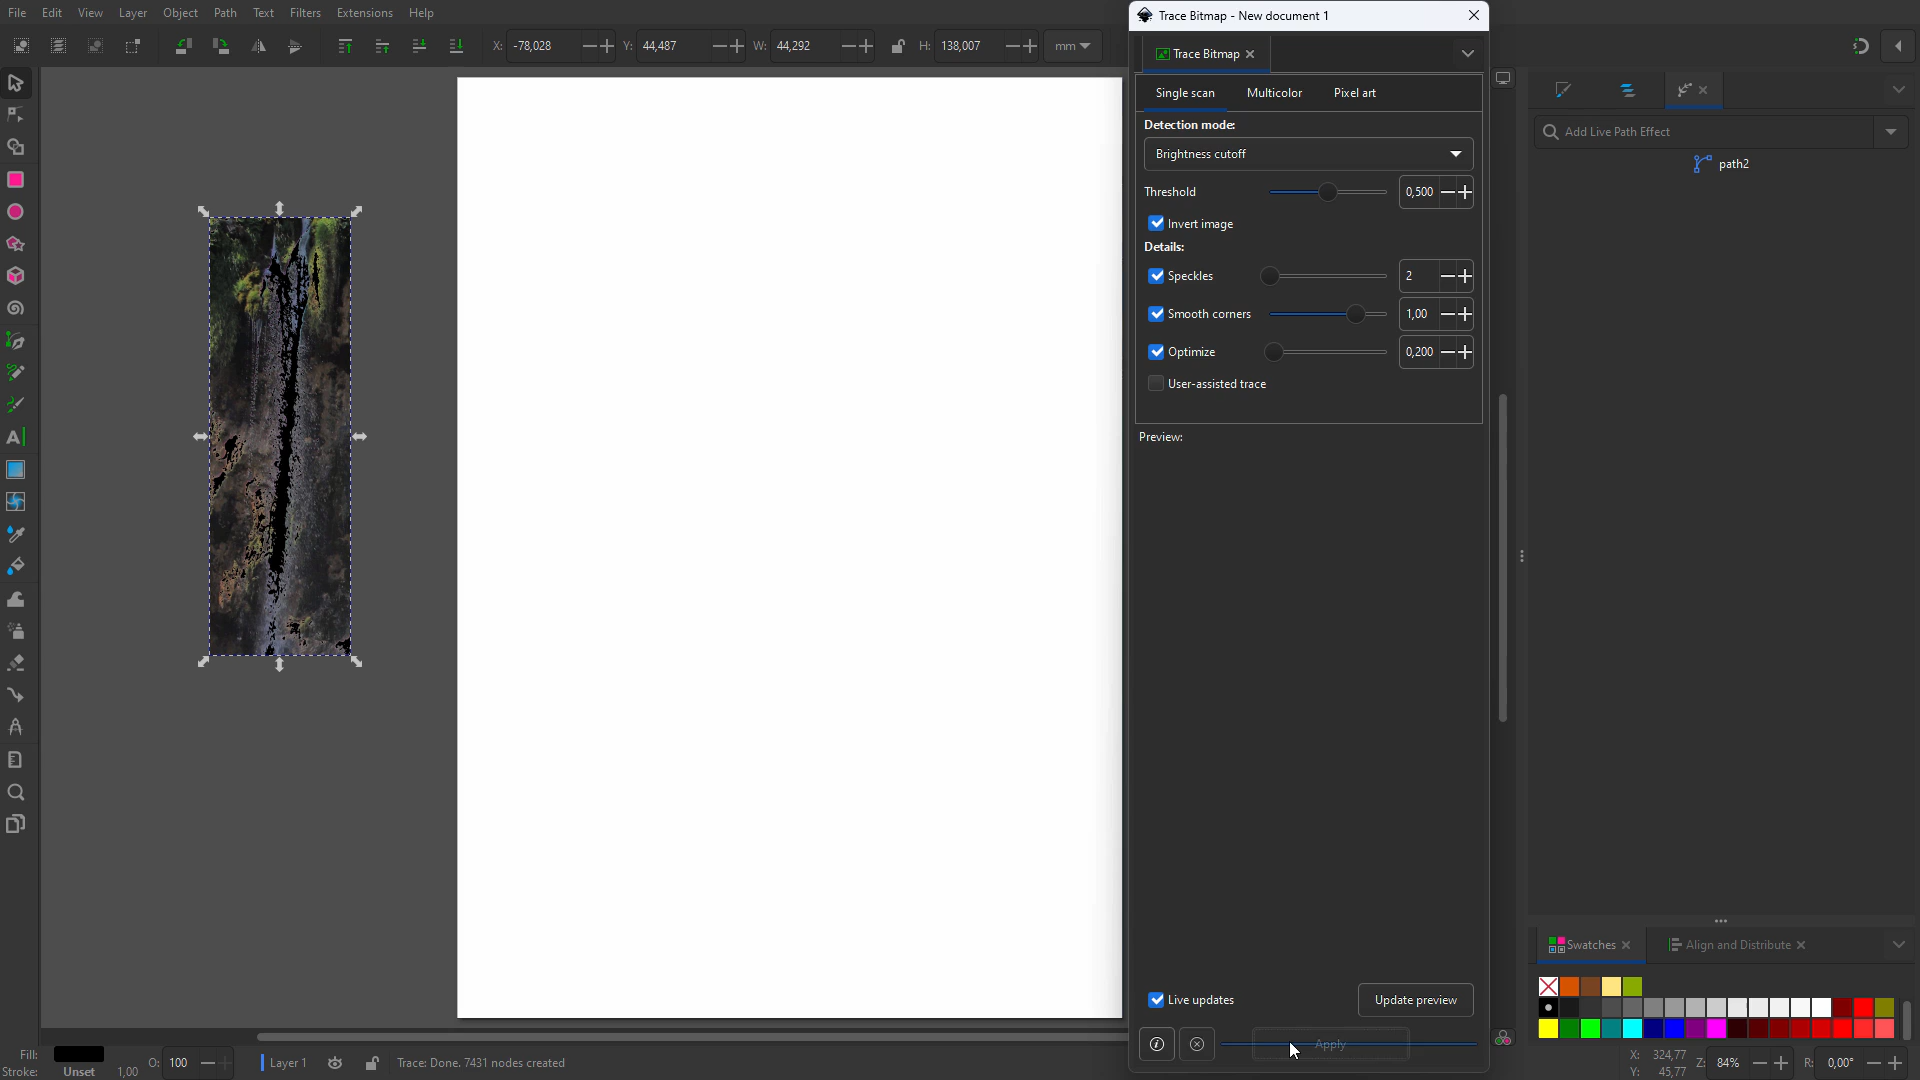 File Edit View Layer Object Path Text Filters Extensions Help
Trace Bitmap - New document 1
X: -78,028 Y: 44,487 W: 44,292 H: 138,007 mm
Trace Bitmap
Single scan Multicolor Pixel art
Detection mode:
Brightness cutoff
Threshold 0,500
Invert image
Details:
Speckles 2
Smooth corners 1,00
Optimize 0,200
User-assisted trace
Preview:
Live updates Update preview
Apply
Add Live Path Effect
path2
Swatches Align and Distribute
Fill:
Stroke: Unset 1,00 O: 100 Layer 1 Trace: Done. 7431 nodes created
X: 324,77
Y: 45,77
Z: 84% R: 0,00°